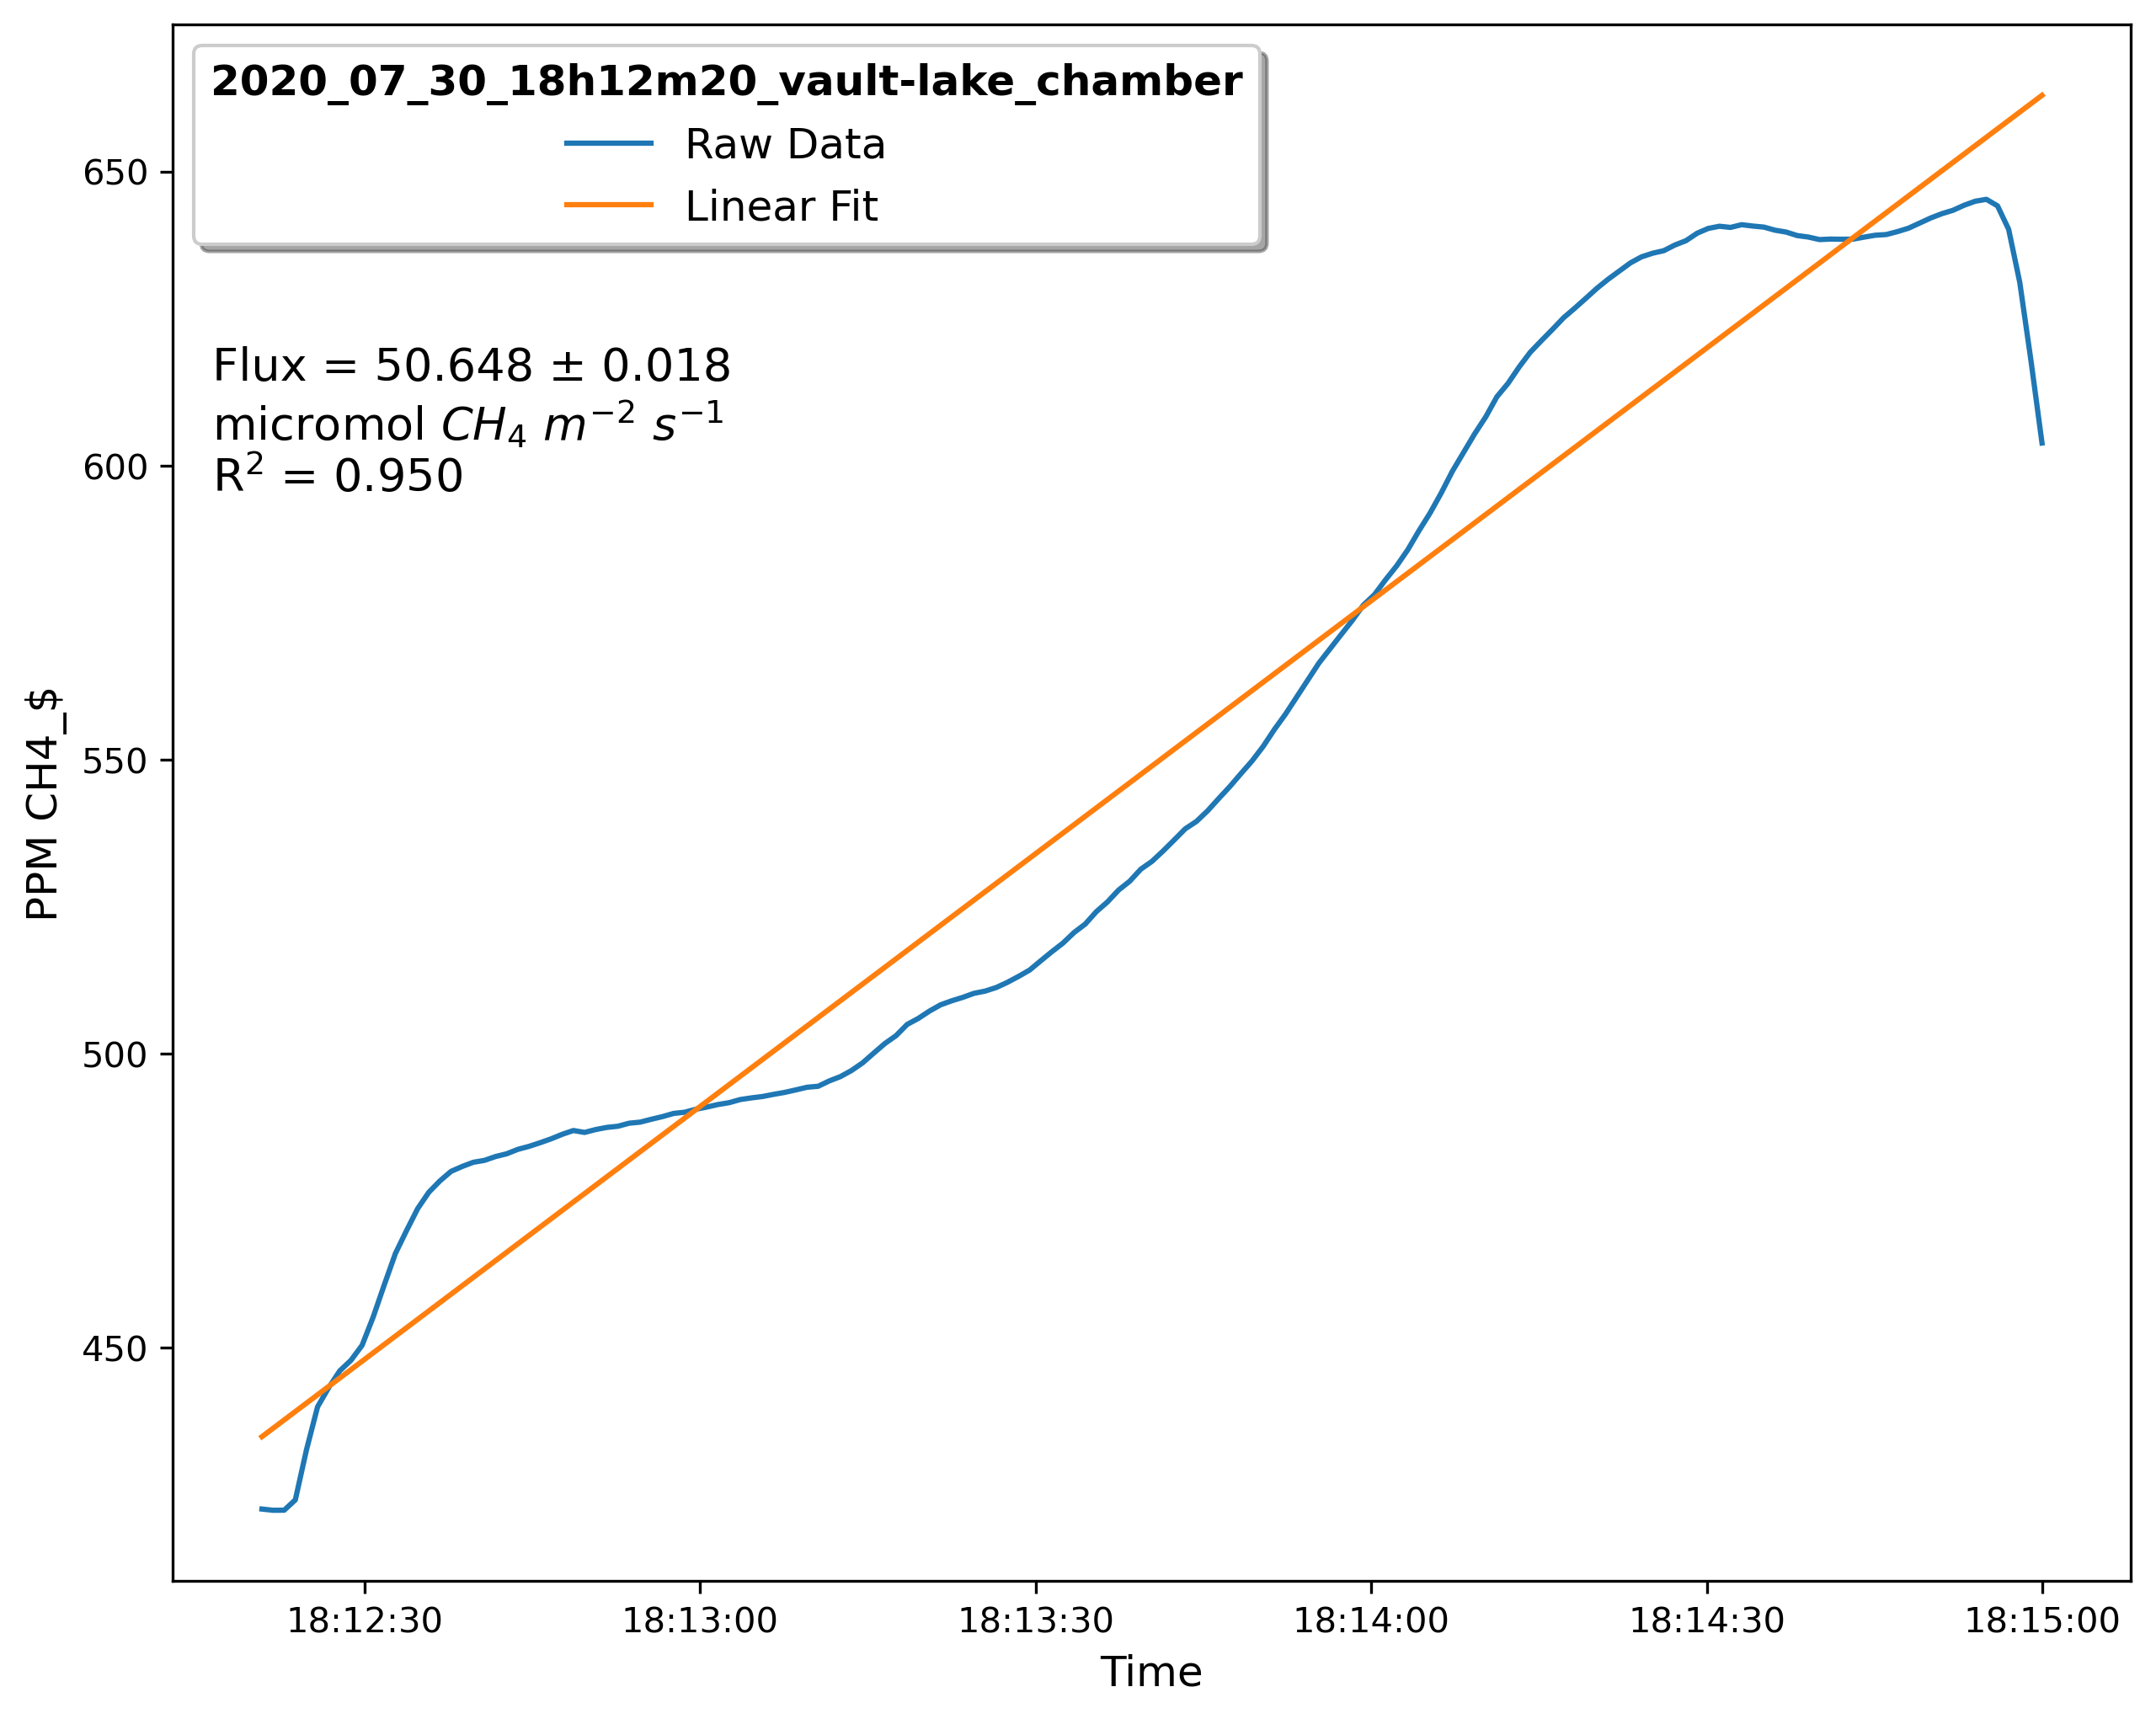 2020_07_30_18h12m20_vault-lake_chamber
Raw Data
Linear Fit
Flux = 50.648 ± 0.018
micromol CH₄ m⁻² s⁻¹
R² = 0.950
PPM CH4_$
650
600
550
500
450
18:12:30 18:13:00 18:13:30 18:14:00 18:14:30 18:15:00
Time